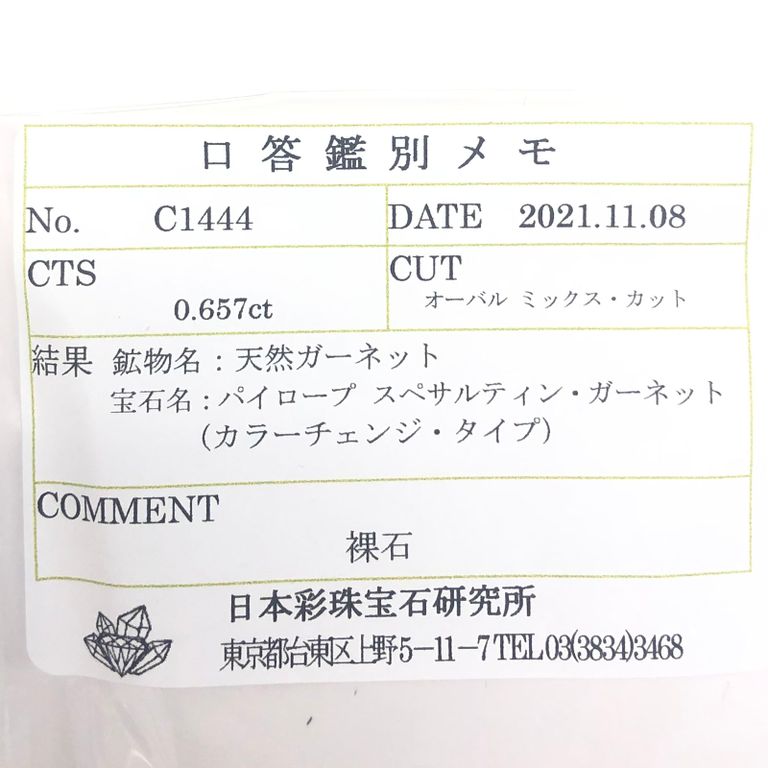 口答鑑別メモ
No. C1444 DATE 2021.11.08
CTS CUT
0.657ct オーバル ミックス・カット
結果 鉱物名：天然ガーネット
宝石名：パイロープ スペサルティン・ガーネット
（カラーチェンジ・タイプ）
COMMENT
裸石
日本彩珠宝石研究所
東京都台東区上野5－11－7 TEL03(3834)3468